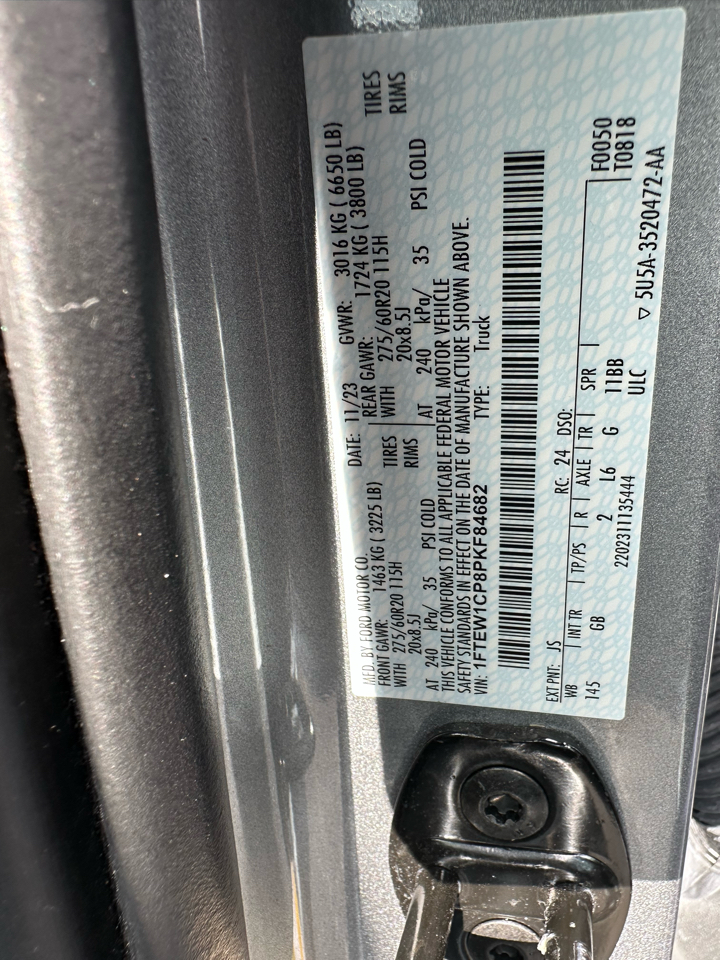 MFD. BY FORD MOTOR CO.
DATE: 11/23 GVWR: 3016 KG ( 6650 LB)
FRONT GAWR: 1463 KG ( 3225 LB) REAR GAWR: 1724 KG ( 3800 LB)
WITH 275/60R20 115H TIRES WITH 275/60R20 115H TIRES
20x8.5J RIMS 20x8.5J RIMS
AT 240 kPa/ 35 PSI COLD AT 240 kPa/ 35 PSI COLD
THIS VEHICLE CONFORMS TO ALL APPLICABLE FEDERAL MOTOR VEHICLE
SAFETY STANDARDS IN EFFECT ON THE DATE OF MANUFACTURE SHOWN ABOVE.
VIN: 1FTEW1CP8PKF84682 TYPE: Truck
F0050
T0818
EXT PNT: JS RC: 24 DSO:
WB INT TR TP/PS R AXLE TR SPR
145 GB 2 L6 G 11BB
2202311135444 ULC
▽ 5U5A-3520472-AA